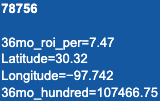 78756
36mo_roi_per=7.47
Latitude=30.32
Longitude=−97.742
36mo_hundred=107466.75